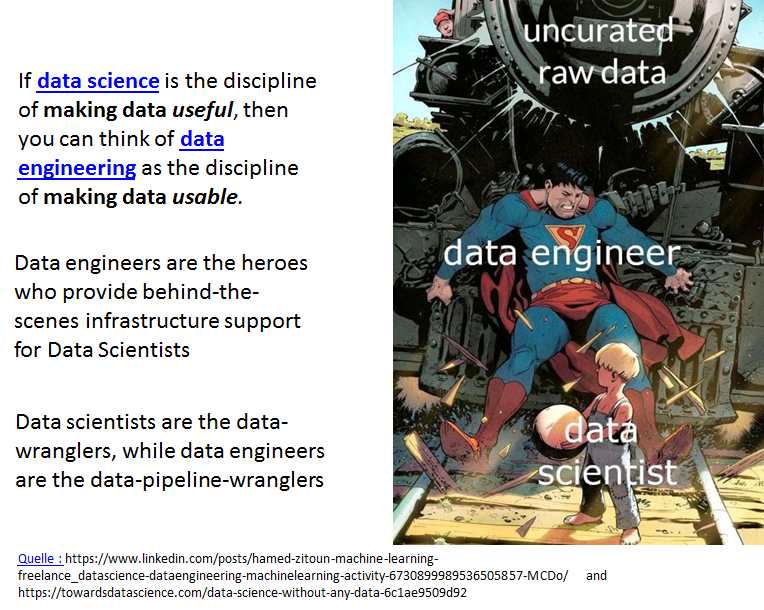 If data science is the discipline
of making data useful, then
you can think of data
engineering as the discipline
of making data usable.
Data engineers are the heroes
who provide behind-the-
scenes infrastructure support
for Data Scientists
Data scientists are the data-
wranglers, while data engineers
are the data-pipeline-wranglers
uncurated
raw data
S
data engineer
data
scientist
Quelle : https://www.linkedin.com/posts/hamed-zitoun-machine-learning-
freelance_datascience-dataengineering-machinelearning-activity-6730899989536505857-MCDo/ and
https://towardsdatascience.com/data-science-without-any-data-6c1ae9509d92